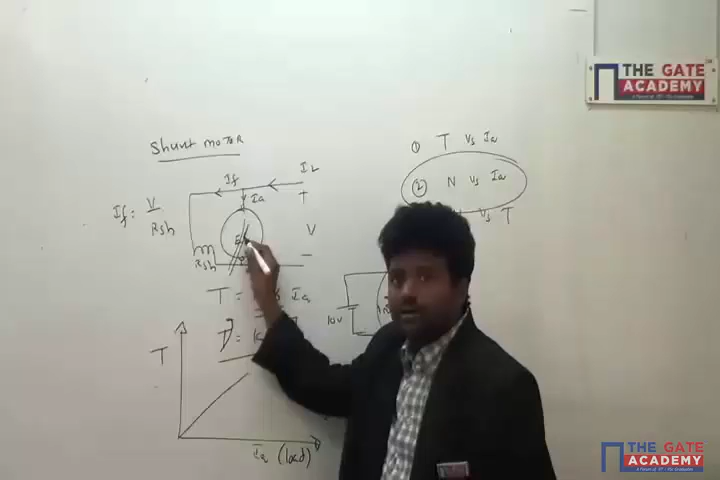 THE GATE
ACADEMY
Shunt MOTOR
① T vs Ia
② N vs Ia
vs T
If
IL
Ia
If = V / Rsh
+
V
-
Rsh
T = Ia
T
10V
T
Ia (load)
THE GATE
ACADEMY